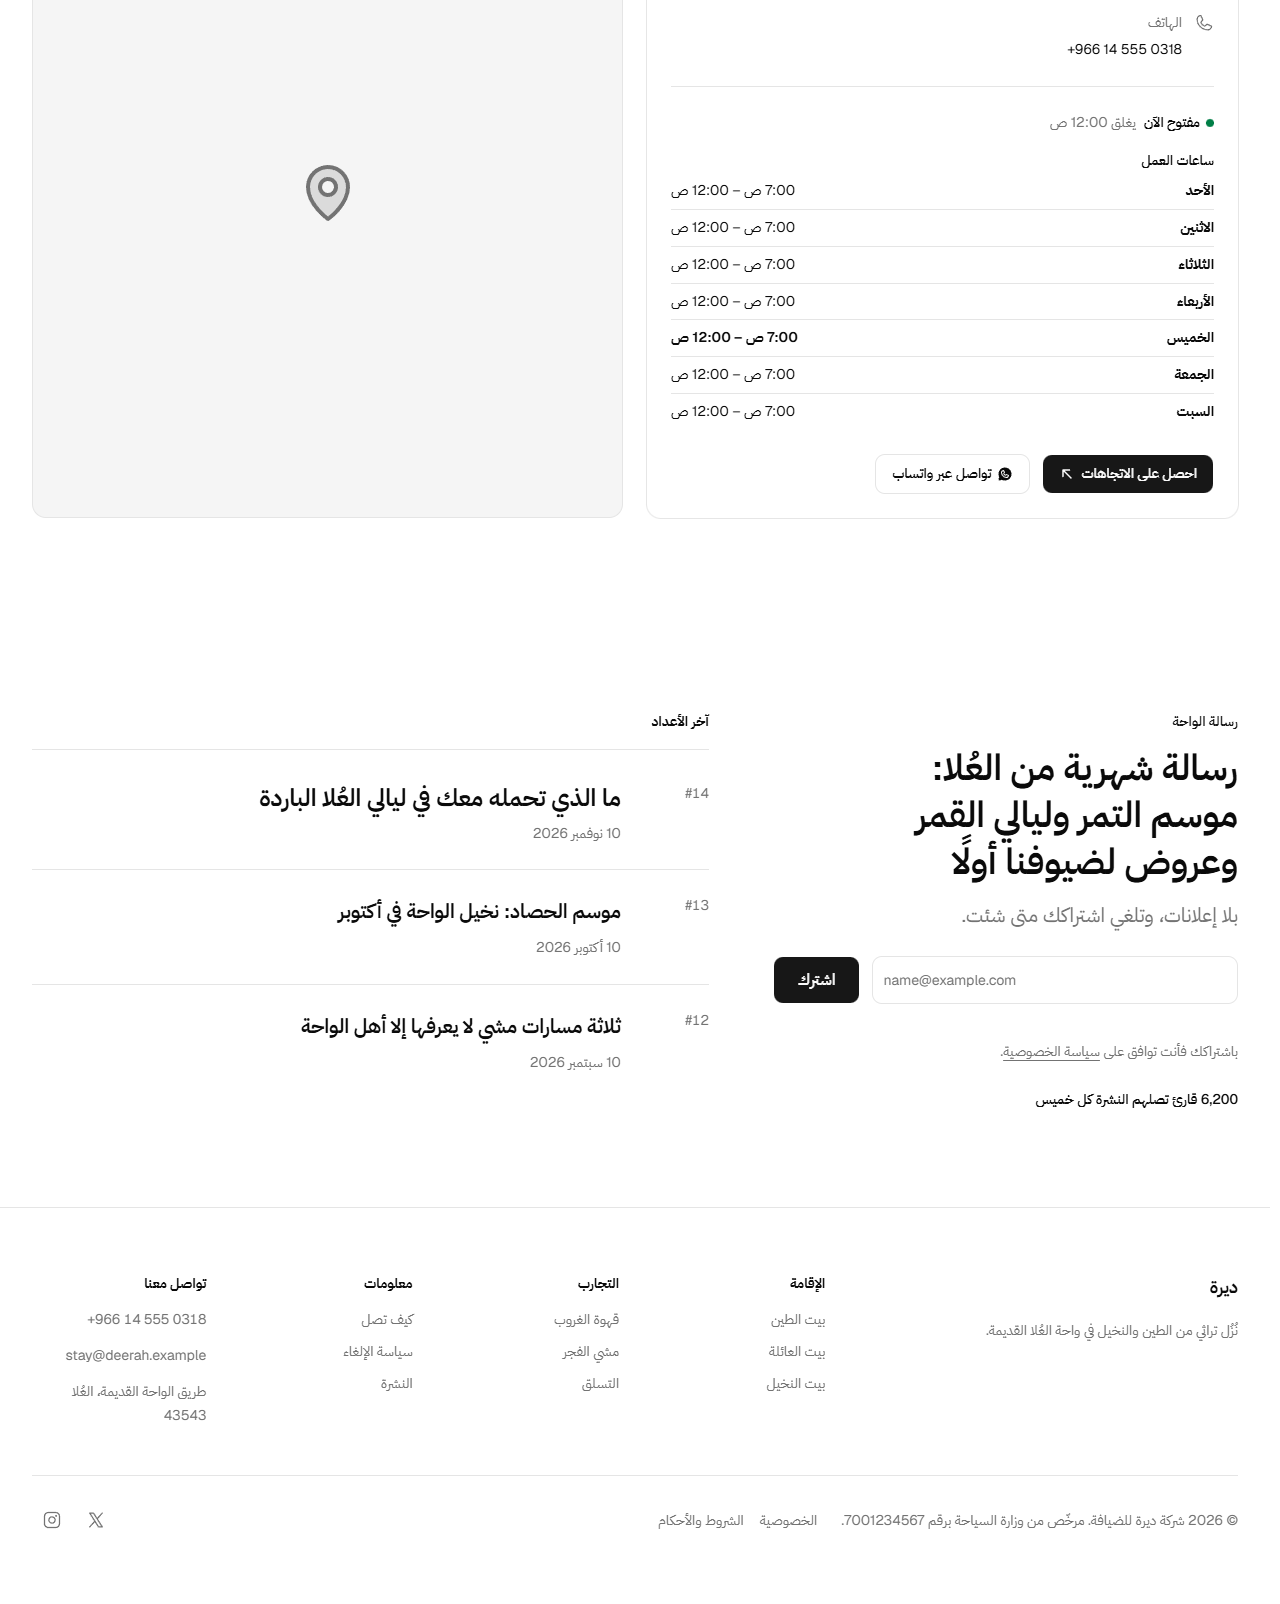 الهاتف
+966 14 555 0318
مفتوح الآن يغلق 12:00 ص
ساعات العمل
الأحد 7:00 ص – 12:00 ص
الاثنين 7:00 ص – 12:00 ص
الثلاثاء 7:00 ص – 12:00 ص
الأربعاء 7:00 ص – 12:00 ص
الخميس 7:00 ص – 12:00 ص
الجمعة 7:00 ص – 12:00 ص
السبت 7:00 ص – 12:00 ص
احصل على الاتجاهات
تواصل عبر واتساب
رسالة الواحة
رسالة شهرية من العُلا:
موسم التمر وليالي القمر
وعروض لضيوفنا أولًا
بلا إعلانات، وتلغي اشتراكك متى شئت.
name@example.com
اشترك
باشتراكك فأنت توافق على سياسة الخصوصية.
6,200 قارئ تصلهم النشرة كل خميس
آخر الأعداد
#14
ما الذي تحمله معك في ليالي العُلا الباردة
10 نوفمبر 2026
#13
موسم الحصاد: نخيل الواحة في أكتوبر
10 أكتوبر 2026
#12
ثلاثة مسارات مشي لا يعرفها إلا أهل الواحة
10 سبتمبر 2026
ديرة
نُزُل تراثي من الطين والنخيل في واحة العُلا القديمة.
الإقامة
بيت الطين
بيت العائلة
بيت النخيل
التجارب
قهوة الغروب
مشي الفجر
التسلق
معلومات
كيف تصل
سياسة الإلغاء
النشرة
تواصل معنا
+966 14 555 0318
stay@deerah.example
طريق الواحة القديمة، العُلا
43543
© 2026 شركة ديرة للضيافة. مرخّص من وزارة السياحة برقم 7001234567.
الخصوصية
الشروط والأحكام